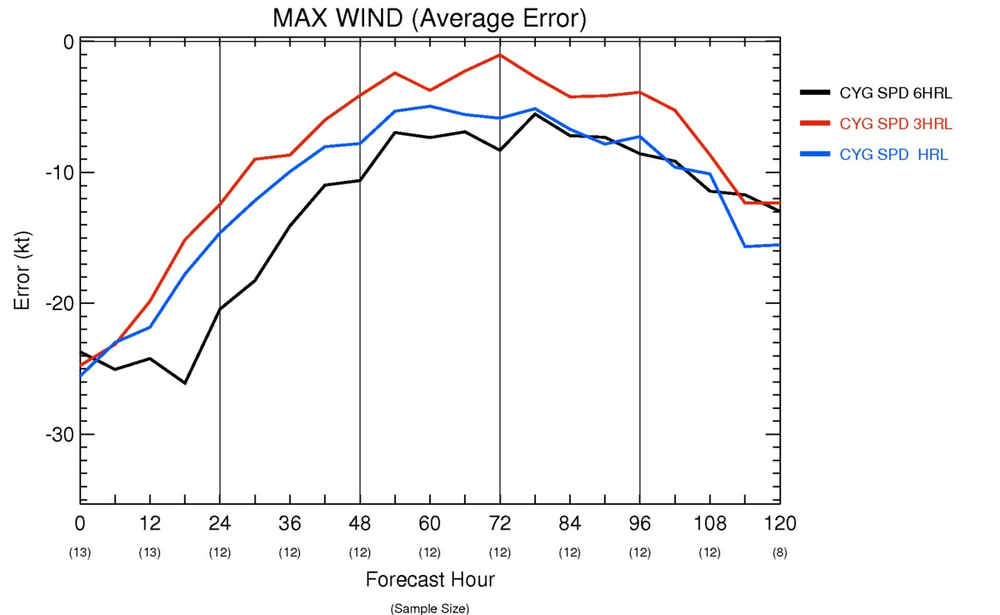 MAX WIND (Average Error)
0
-10
-20
-30
Error (kt)
CYG SPD 6HRL
CYG SPD 3HRL
CYG SPD  HRL
0 12 24 36 48 60 72 84 96 108 120
(13) (13) (12) (12) (12) (12) (12) (12) (12) (12) (8)
Forecast Hour
(Sample Size)